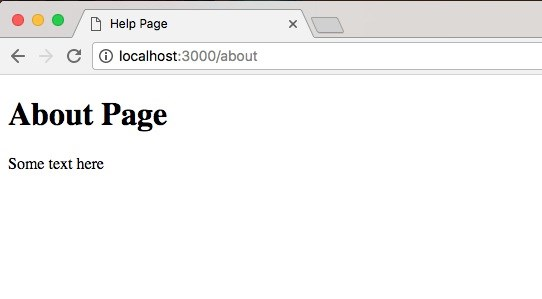 Help Page
localhost:3000/about
About Page
Some text here